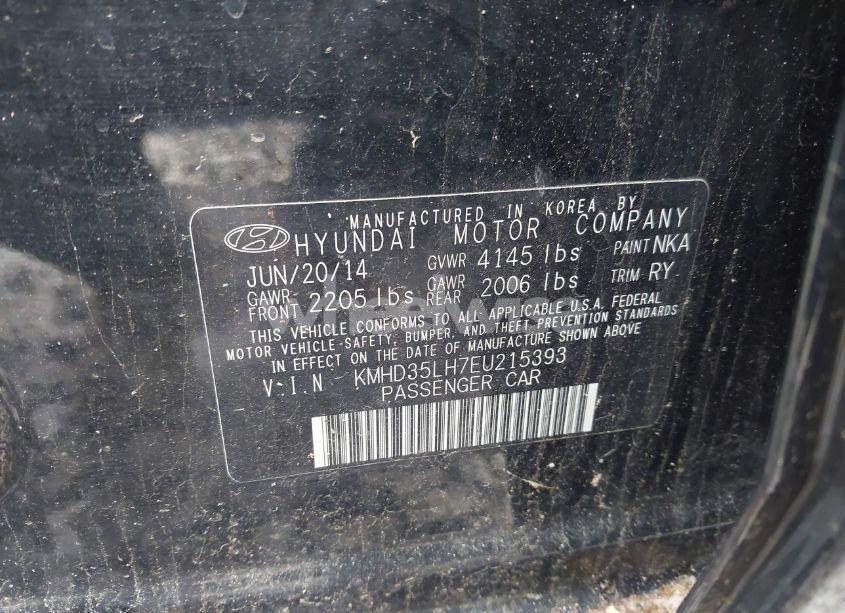 MANUFACTURED IN KOREA BY
HYUNDAI MOTOR COMPANY
JUN/20/14 GVWR 4145 lbs PAINT NKA
GAWR FRONT 2205 lbs GAWR REAR 2006 lbs TRIM RY
THIS VEHICLE CONFORMS TO ALL APPLICABLE U.S.A. FEDERAL
MOTOR VEHICLE-SAFETY, BUMPER, AND THEFT-PREVENTION STANDARDS
IN EFFECT ON THE DATE OF MANUFACTURE SHOWN ABOVE
V.I.N KMHD35LH7EU215393
PASSENGER CAR